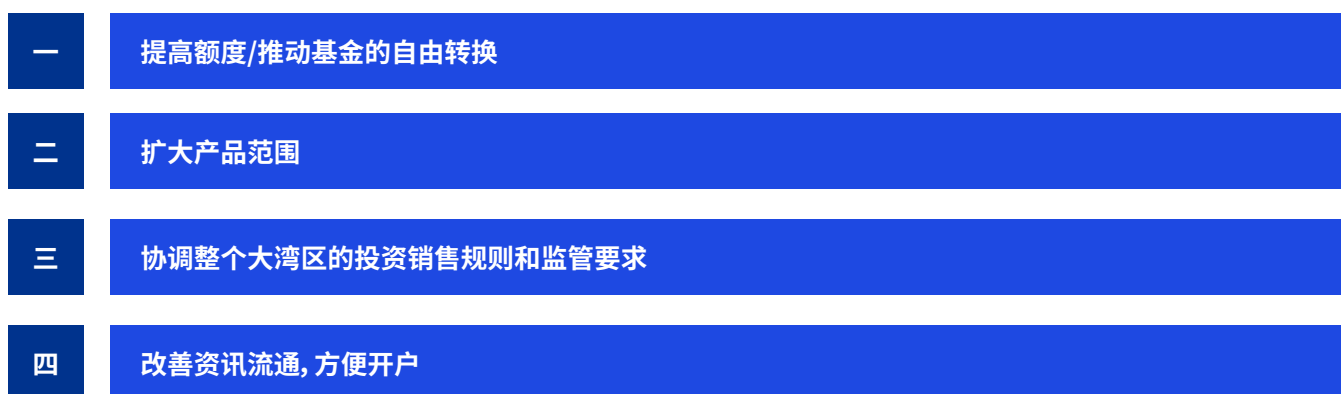 一 提高额度/推动基金的自由转换
二 扩大产品范围
三 协调整个大湾区的投资销售规则和监管要求
四 改善资讯流通, 方便开户